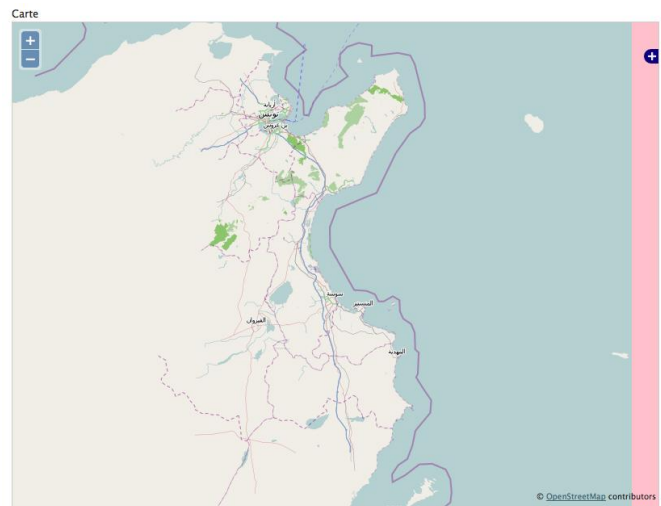 Carte
+
−
+
أريانة
تونس
بن عروس
سوسة
المنستير
القيروان
المهدية
© OpenStreetMap contributors